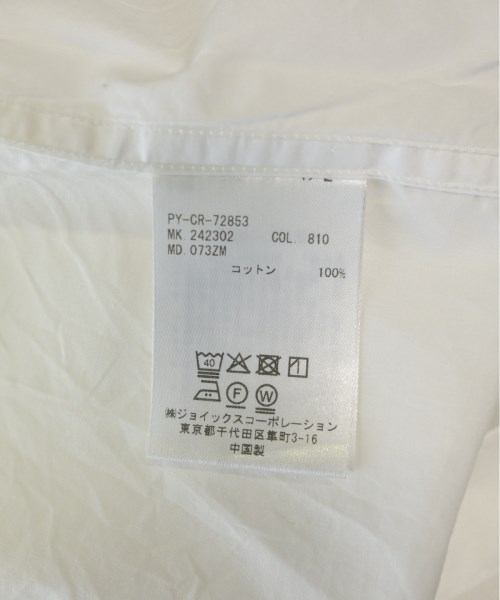 PY-CR-72853
MK. 242302 COL. 810
MD. 073ZM
コットン 100%
40
F W
㈱ジョイックスコーポレーション
東京都千代田区隼町3-16
中国製